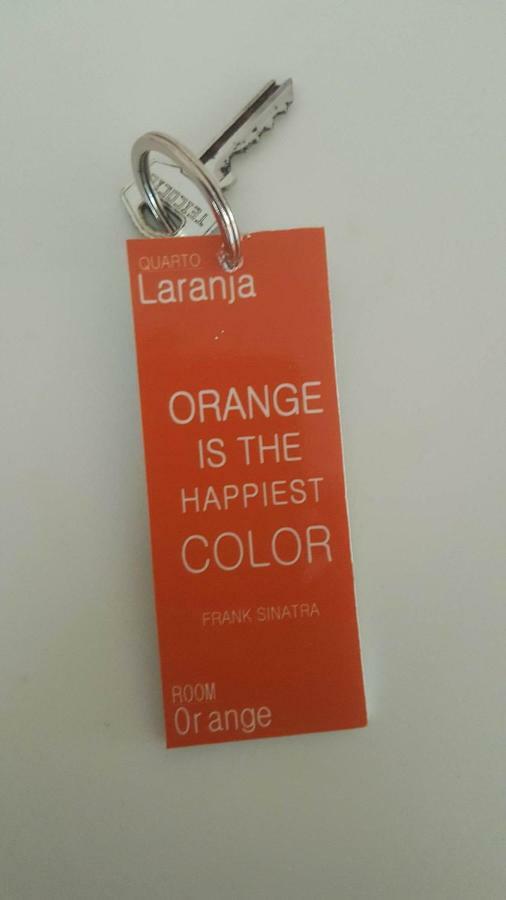 QUARTO
Laranja
ORANGE
IS THE
HAPPIEST
COLOR
FRANK SINATRA
ROOM
Orange